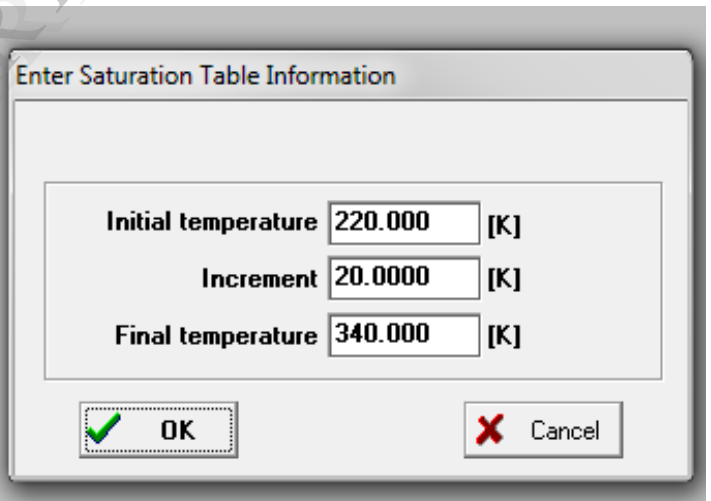 Enter Saturation Table Information
Initial temperature 220.000 [K]
Increment 20.0000 [K]
Final temperature 340.000 [K]
OK Cancel